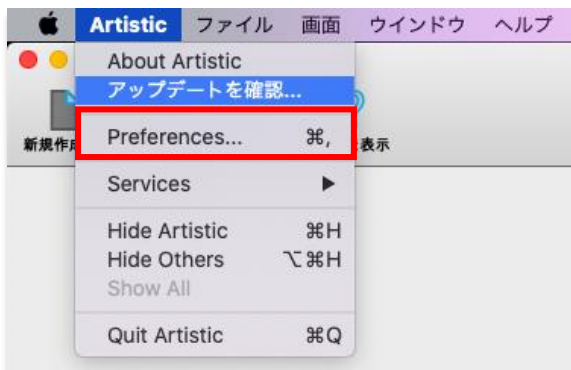 Artistic ファイル 画面 ウインドウ ヘルプ
About Artistic
アップデートを確認...
Preferences... ⌘,
新規作 表示
Services ▶
Hide Artistic ⌘H
Hide Others ⌥⌘H
Show All
Quit Artistic ⌘Q